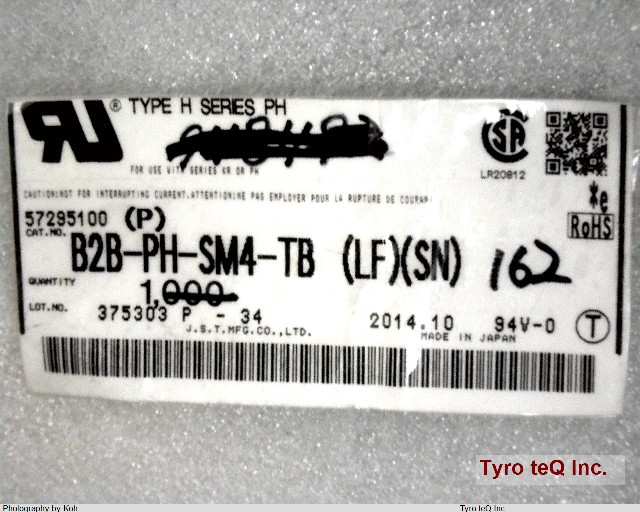 ® TYPE H SERIES PH
LR20812
FOR USE WITH SERIES KR OR PH
CAUTION:NOT FOR INTERRUPTING CURRENT.ATTENTION:NE PAS EMPLOYER POUR LA RUPTURE DE COURAN
RoHS
57295100 (P)
CAT.NO.
B2B-PH-SM4-TB (LF)(SN) 162
QUANTITY
1,000
LOT.NO. 375303 P - 34 2014.10 94V-0 T
J.S.T.MFG.CO.,LTD. MADE IN JAPAN
Tyro teQ Inc.
Photography by Koh Tyro teQ Inc